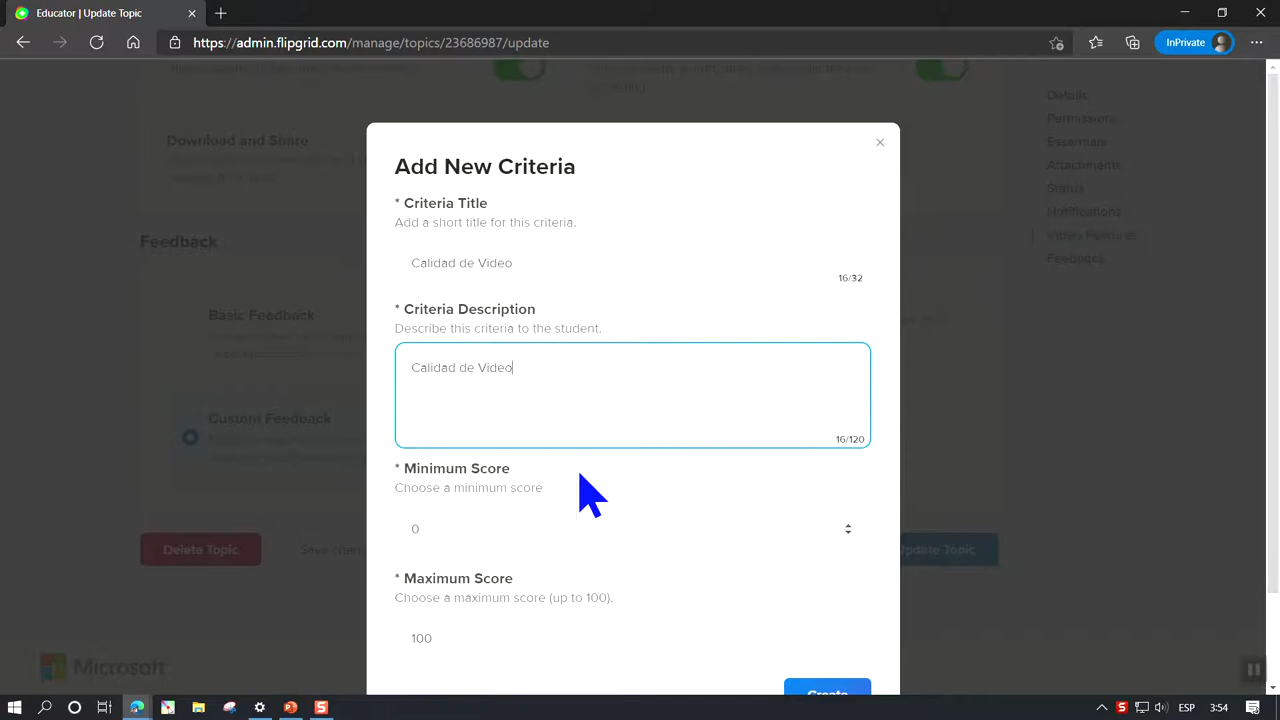 Educator | Update Topic
https://admin.flipgrid.com/manage/topics/23686987/update
InPrivate
Download and Share
Details
Permissions
Essentials
Attachments
Status
Notifications
Video Features
Feedback
Feedback
Basic Feedback
Custom Feedback
Add New Criteria
* Criteria Title
Add a short title for this criteria.
Calidad de Video
16/32
* Criteria Description
Describe this criteria to the student.
Calidad de Video
16/120
* Minimum Score
Choose a minimum score
0
* Maximum Score
Choose a maximum score (up to 100).
100
Create
Delete Topic
Update Topic
Microsoft
ESP
3:54